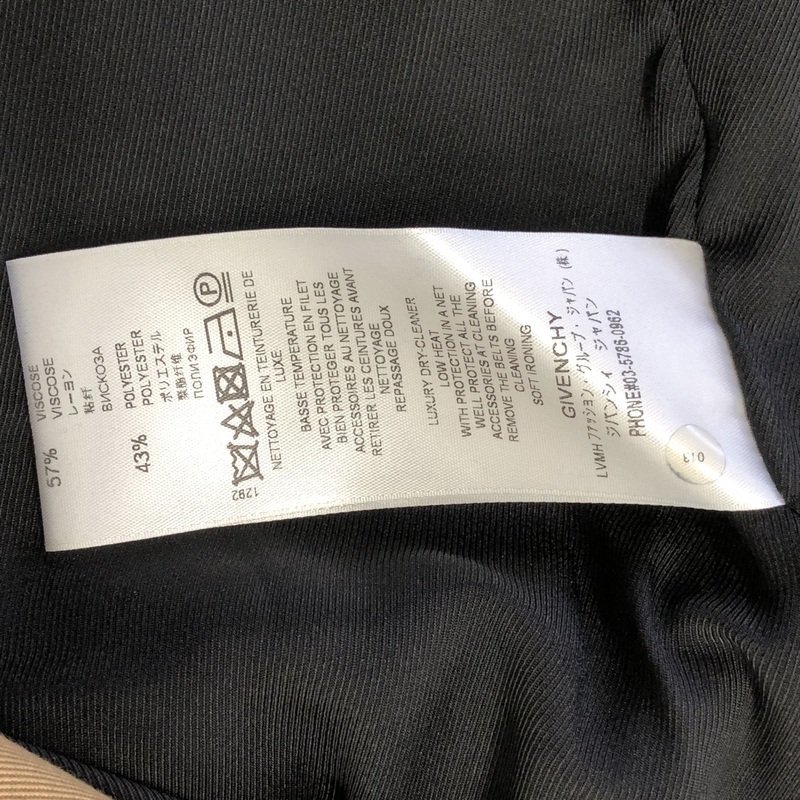 57% VISCOSE
VISCOSE
レーヨン
粘纤
ВИСКОЗА
43% POLYESTER
POLYESTER
ポリエステル
聚酯纤维
ПОЛИЭФИР
P
1292
NETTOYAGE EN TEINTURERIE DE
LUXE
BASSE TEMPERATURE
AVEC PROTECTION EN FILET
BIEN PROTEGER TOUS LES
ACCESSOIRES AU NETTOYAGE
RETIRER LES CEINTURES AVANT
NETTOYAGE DOUX
REPASSAGE DOUX
LUXURY DRY-CLEANER
LOW HEAT
WITH PROTECTION IN A NET
WELL PROTECT ALL THE
ACCESSORIES AT CLEANING
REMOVE THE BELTS BEFORE
CLEANING
SOFT IRONING
GIVENCHY
LVMH ファッション・グループ・ジャパン (株)
ジバンシィ ジャパン
PHONE#03-5786-0962
013